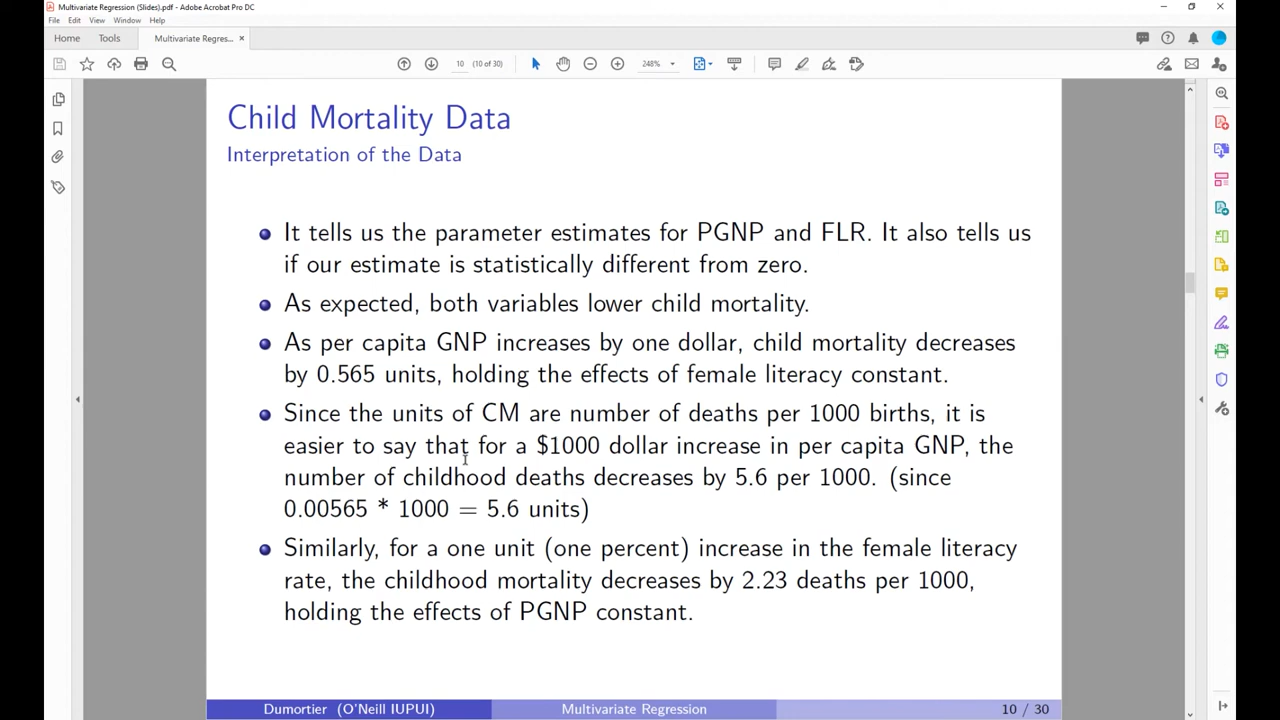 Multivariate Regression (Slides).pdf - Adobe Acrobat Pro DC
File Edit View Window Help
Home Tools Multivariate Regres... ×
10 (10 of 30) 248%
Child Mortality Data
Interpretation of the Data
It tells us the parameter estimates for PGNP and FLR. It also tells us
if our estimate is statistically different from zero.
As expected, both variables lower child mortality.
As per capita GNP increases by one dollar, child mortality decreases
by 0.565 units, holding the effects of female literacy constant.
Since the units of CM are number of deaths per 1000 births, it is
easier to say that for a $1000 dollar increase in per capita GNP, the
number of childhood deaths decreases by 5.6 per 1000. (since
0.00565 * 1000 = 5.6 units)
Similarly, for a one unit (one percent) increase in the female literacy
rate, the childhood mortality decreases by 2.23 deaths per 1000,
holding the effects of PGNP constant.
Dumortier (O'Neill IUPUI) Multivariate Regression 10 / 30